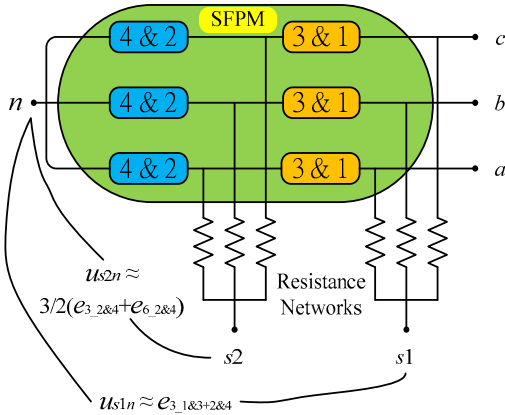 SFPM
4 & 2 3 & 1 c
n 4 & 2 3 & 1 b
4 & 2 3 & 1 a
us2n ≈
3/2(e3_2&4+e6_2&4)
Resistance
Networks
s2 s1
us1n ≈ e3_1&3+2&4